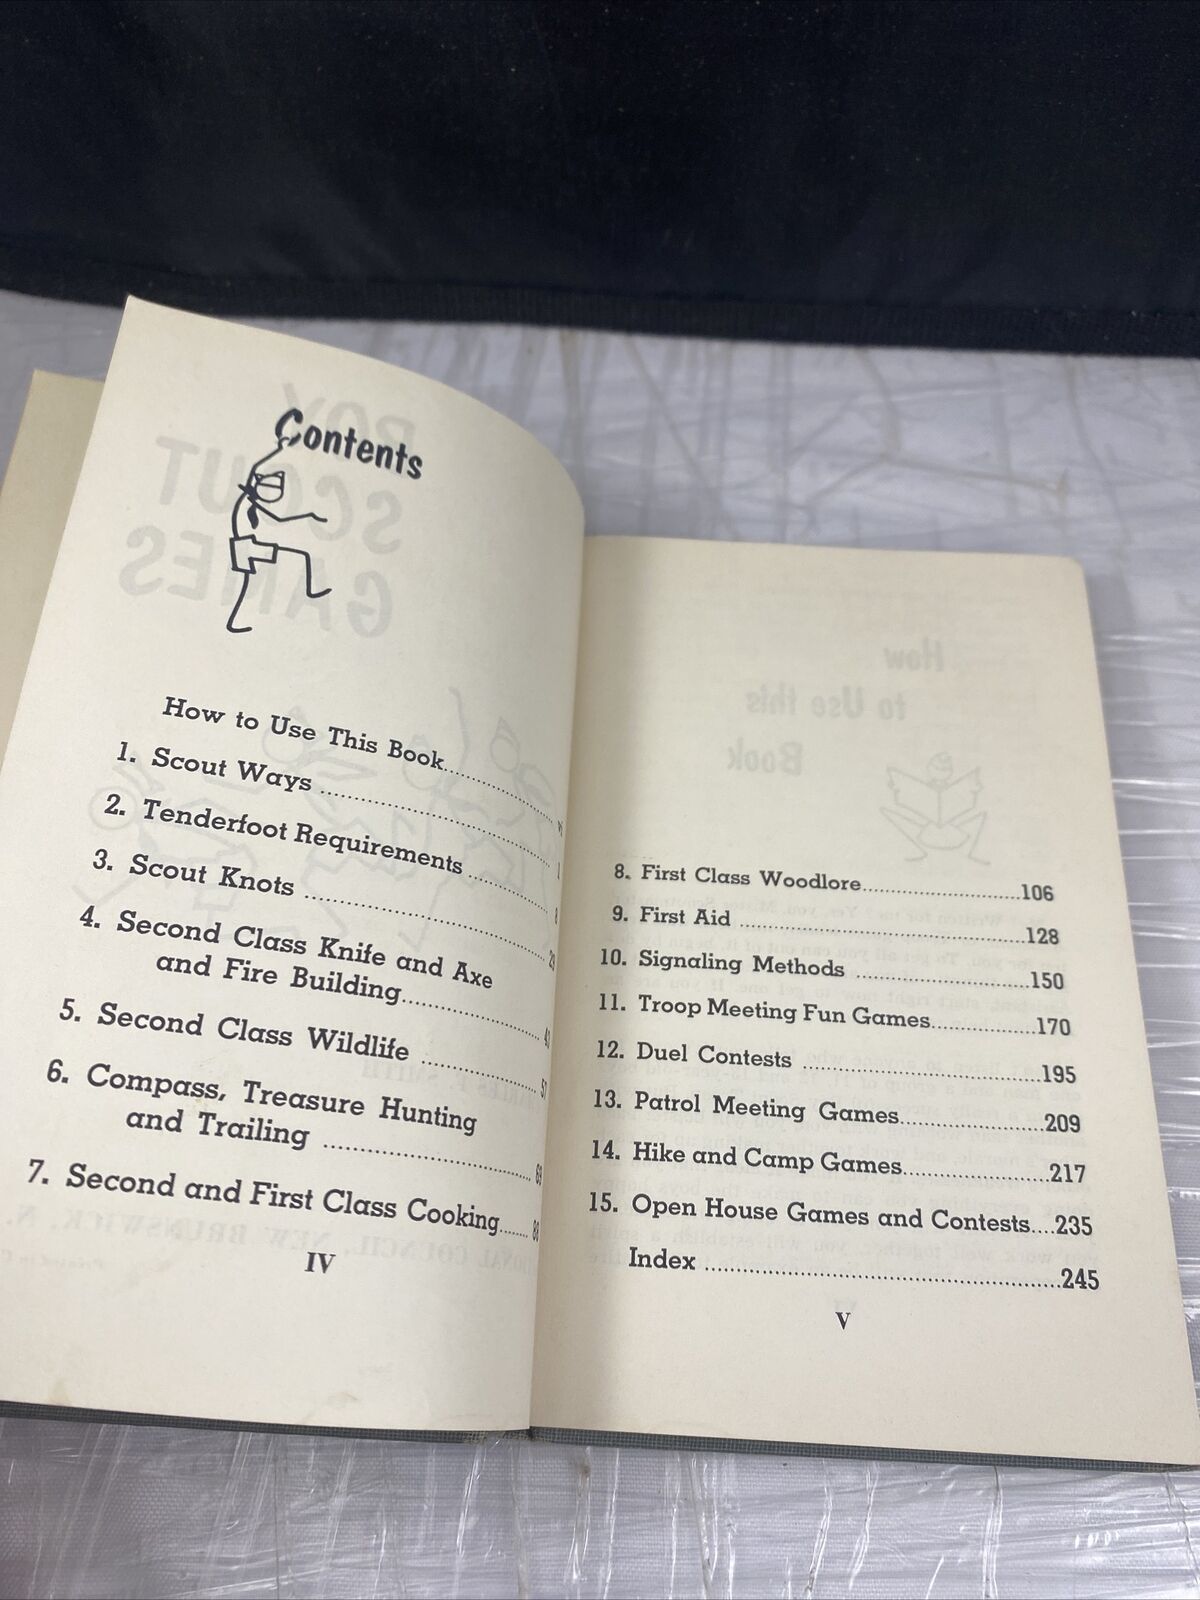 Contents
How to Use This Book
1. Scout Ways
2. Tenderfoot Requirements
3. Scout Knots
4. Second Class Knife and Axe
and Fire Building
5. Second Class Wildlife
6. Compass, Treasure Hunting
and Trailing
7. Second and First Class Cooking
IV
8. First Class Woodlore 106
9. First Aid 128
10. Signaling Methods 150
11. Troop Meeting Fun Games 170
12. Duel Contests 195
13. Patrol Meeting Games 209
14. Hike and Camp Games 217
15. Open House Games and Contests 235
Index 245
V